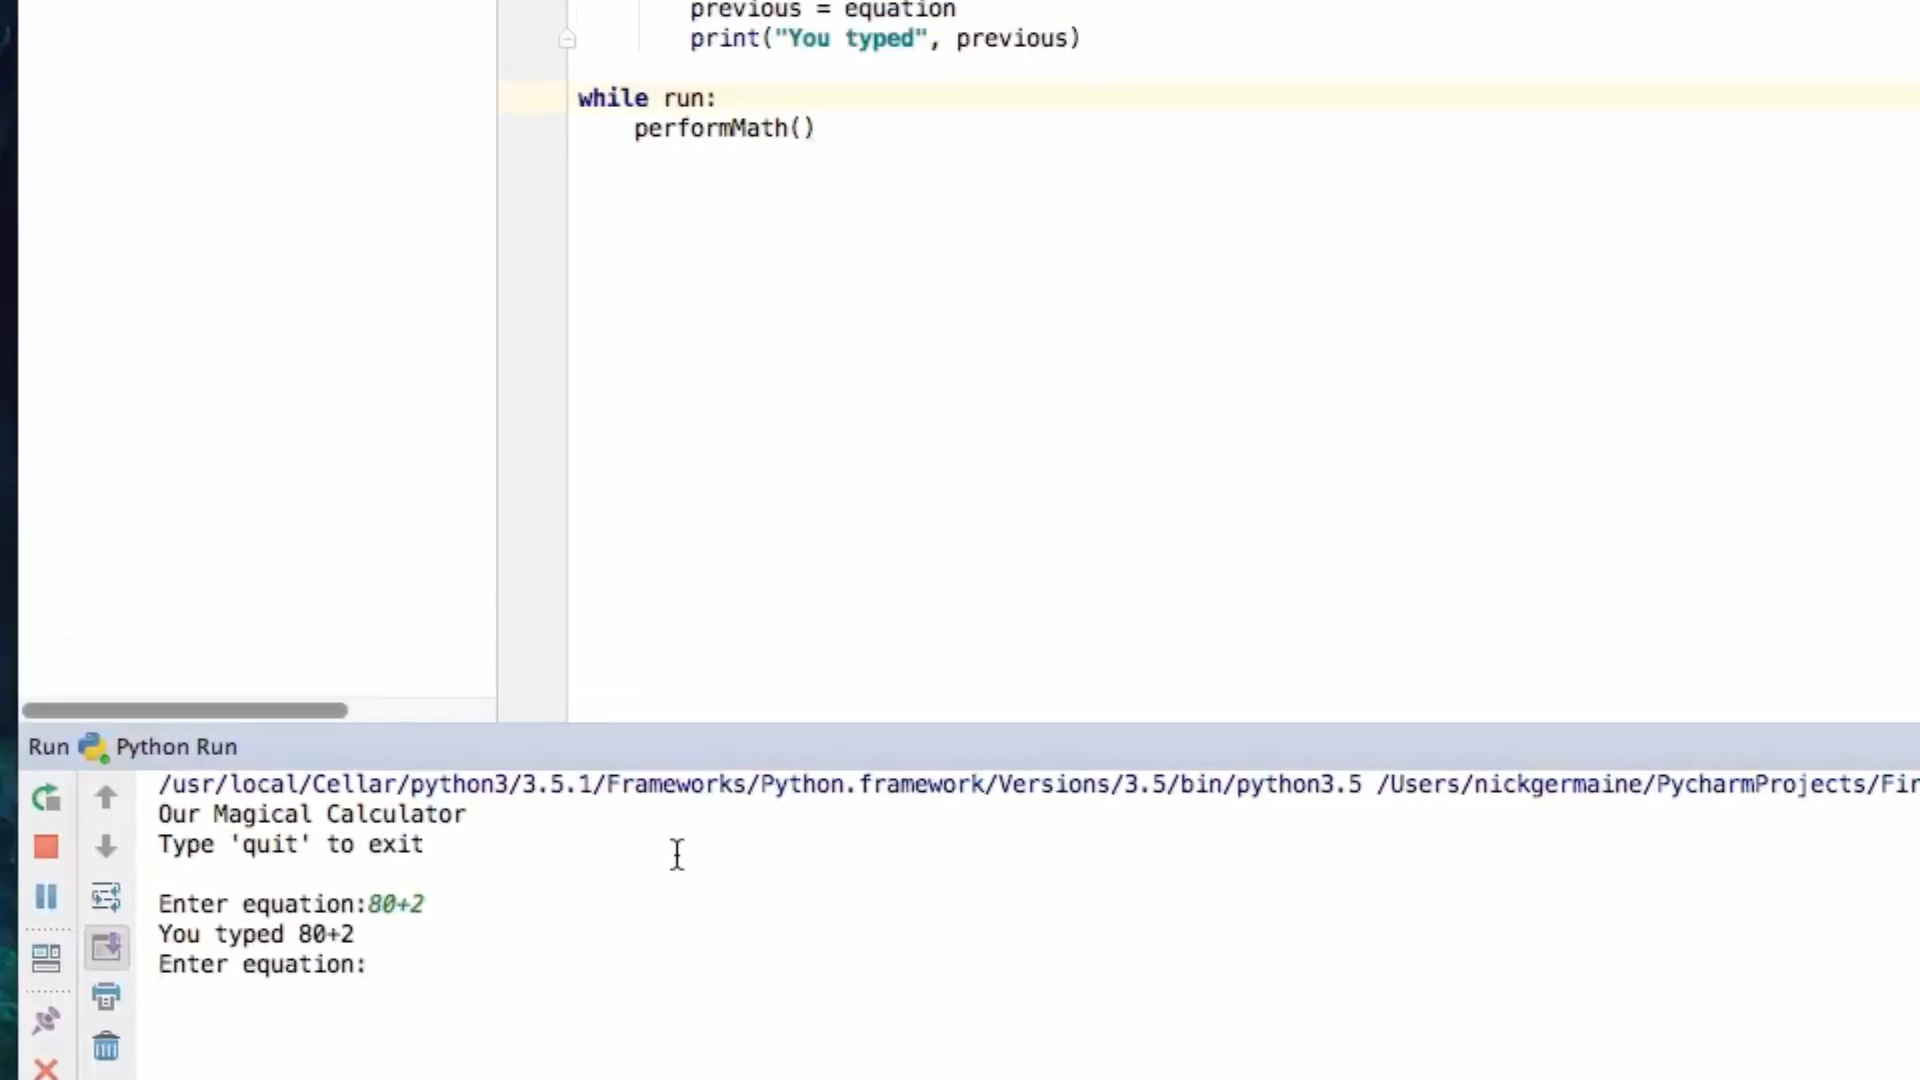 previous = equation
print("You typed", previous)
while run:
performMath()
Run Python Run
/usr/local/Cellar/python3/3.5.1/Frameworks/Python.framework/Versions/3.5/bin/python3.5 /Users/nickgermaine/PycharmProjects/Fir
Our Magical Calculator
Type 'quit' to exit
Enter equation:80+2
You typed 80+2
Enter equation: